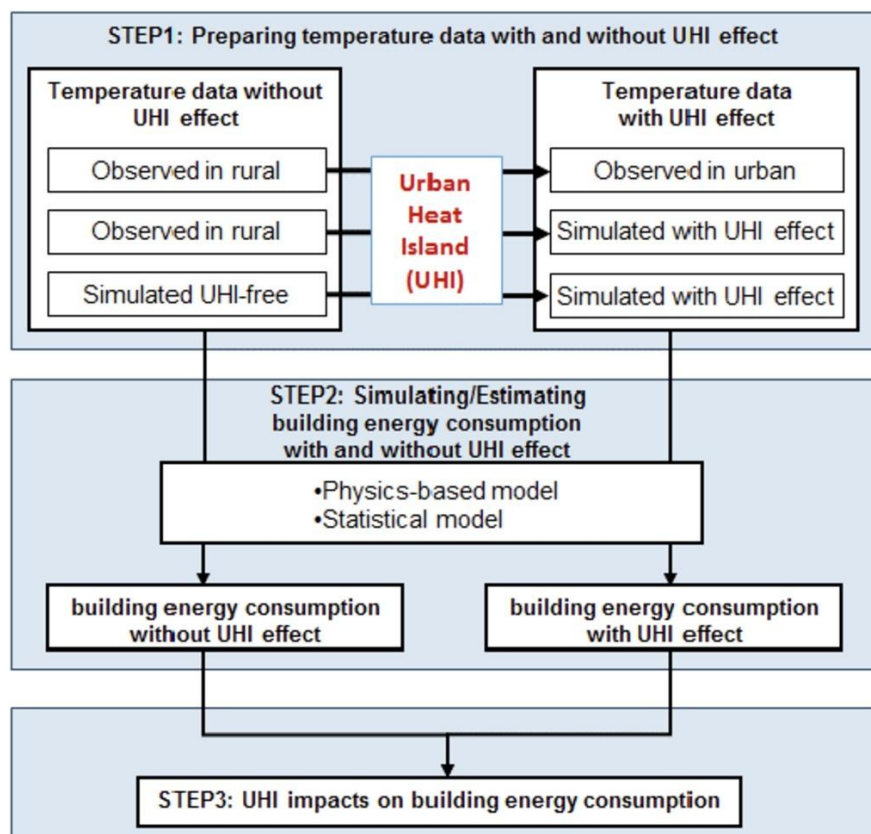 STEP1: Preparing temperature data with and without UHI effect
Temperature data without
UHI effect
Observed in rural
Observed in rural
Simulated UHI-free
Urban
Heat
Island
(UHI)
Temperature data
with UHI effect
Observed in urban
Simulated with UHI effect
Simulated with UHI effect
STEP2: Simulating/Estimating
building energy consumption
with and without UHI effect
•Physics-based model
•Statistical model
building energy consumption
without UHI effect
building energy consumption
with UHI effect
STEP3: UHI impacts on building energy consumption